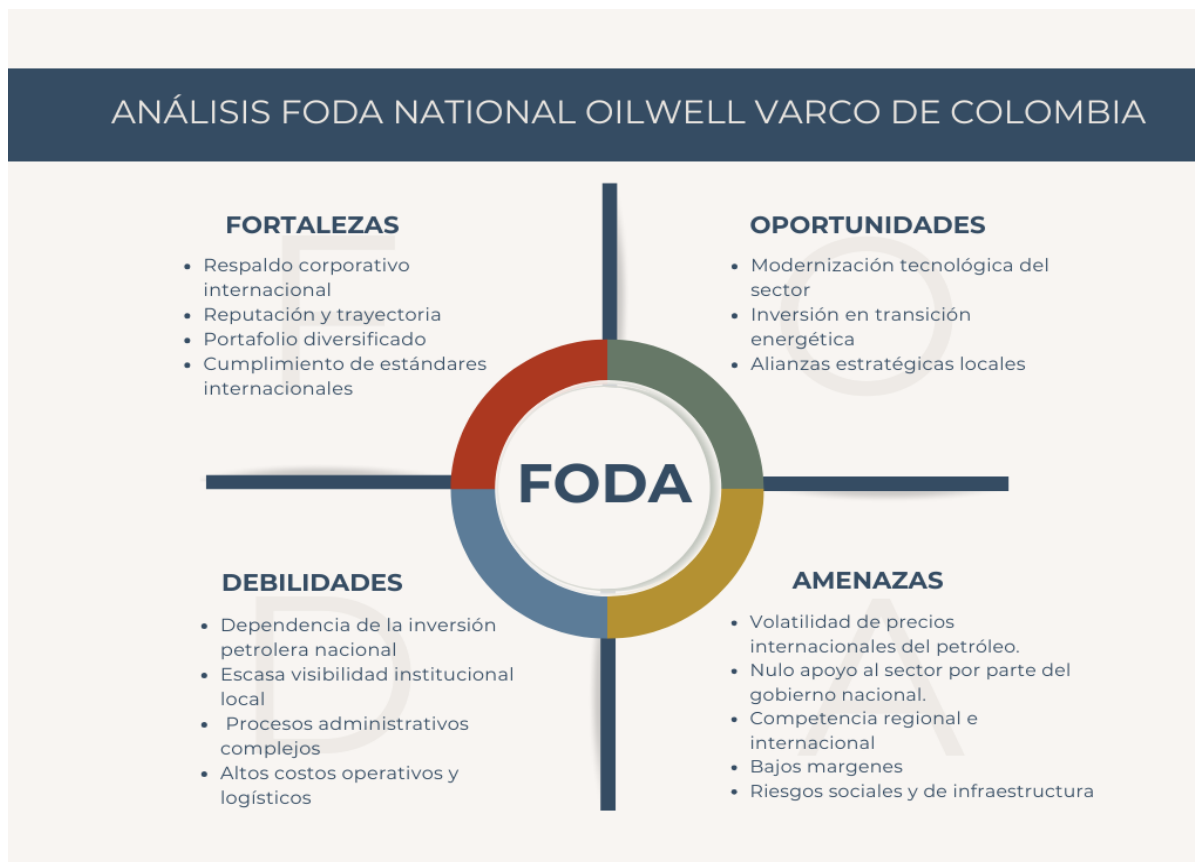 ANÁLISIS FODA NATIONAL OILWELL VARCO DE COLOMBIA
F
FORTALEZAS
• Respaldo corporativo
internacional
• Reputación y trayectoria
• Portafolio diversificado
• Cumplimiento de estándares
internacionales
O
OPORTUNIDADES
• Modernización tecnológica del
sector
• Inversión en transición
energética
• Alianzas estratégicas locales
FODA
D
DEBILIDADES
• Dependencia de la inversión
petrolera nacional
• Escasa visibilidad institucional
local
• Procesos administrativos
complejos
• Altos costos operativos y
logísticos
A
AMENAZAS
• Volatilidad de precios
internacionales del petróleo.
• Nulo apoyo al sector por parte del
gobierno nacional.
• Competencia regional e
internacional
• Bajos margenes
• Riesgos sociales y de infraestructura